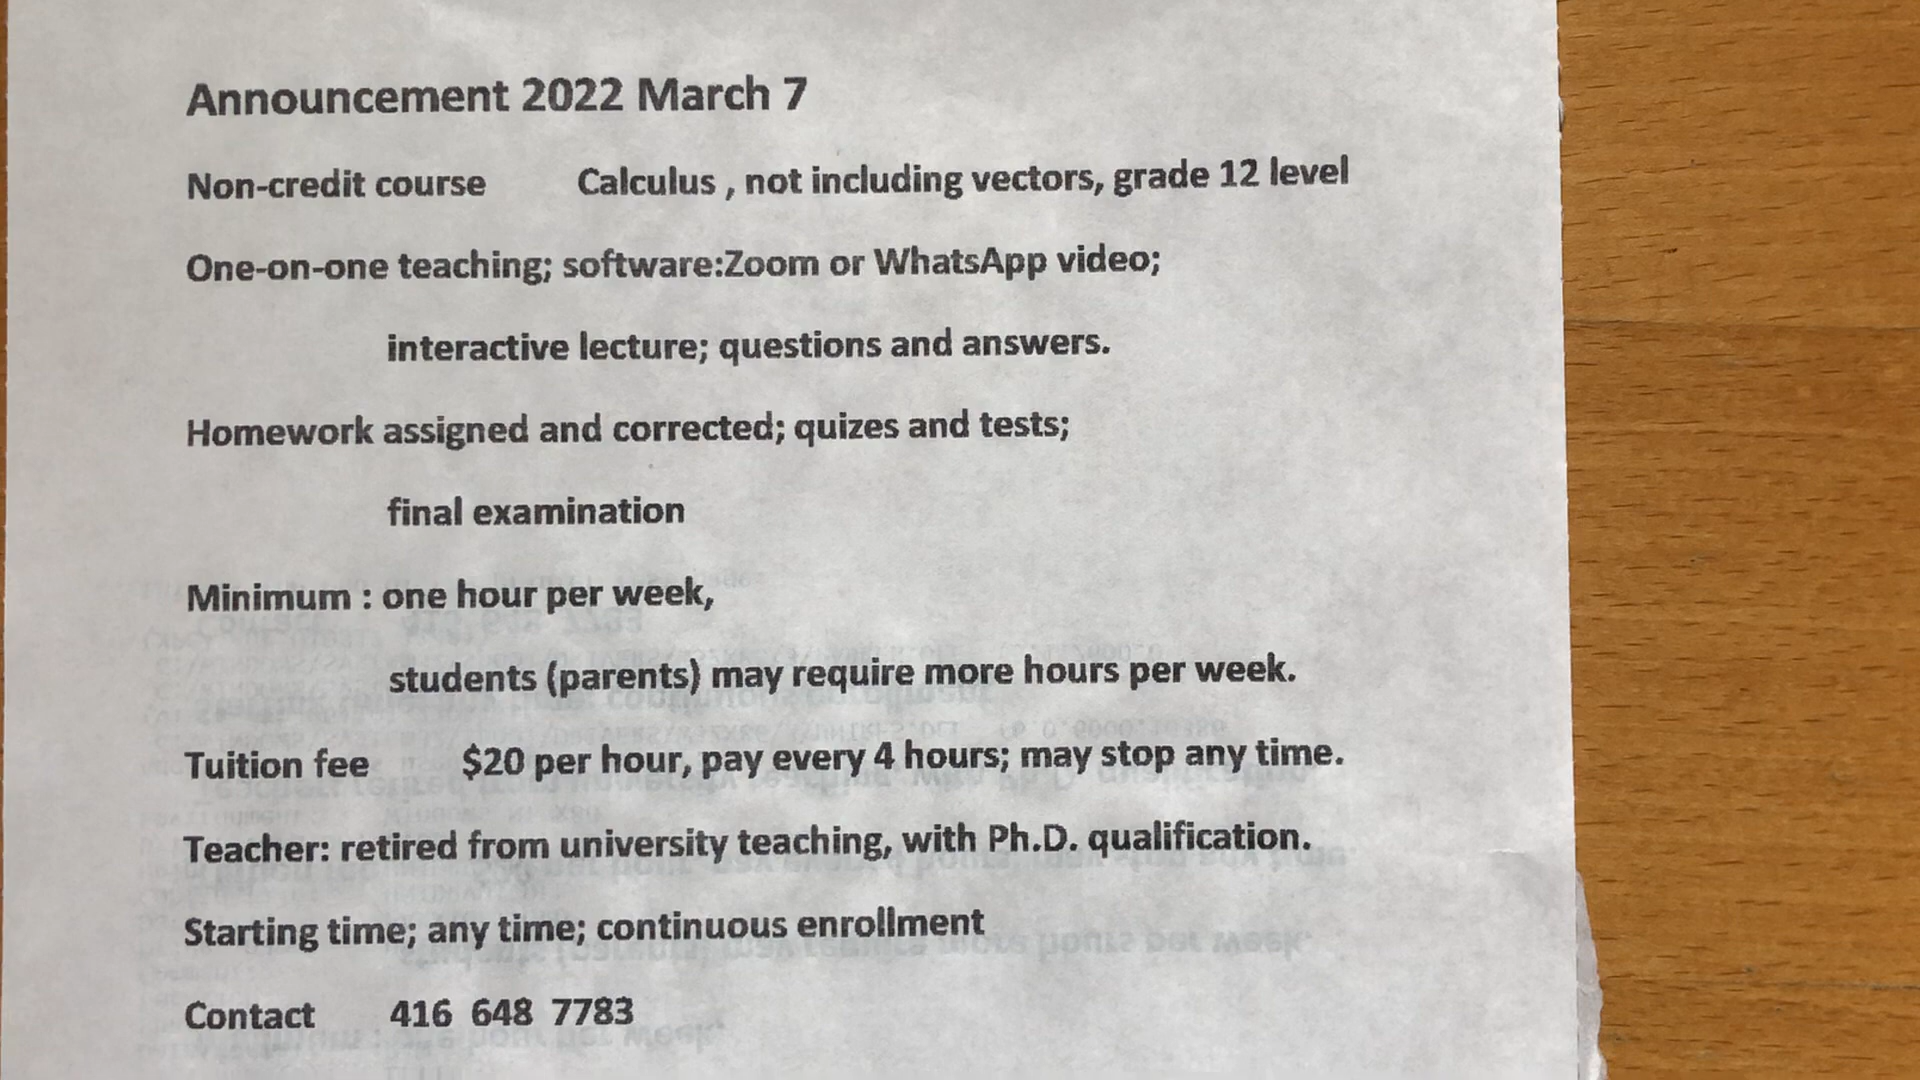 Announcement 2022 March 7
Non-credit course Calculus , not including vectors, grade 12 level
One-on-one teaching; software:Zoom or WhatsApp video;
interactive lecture; questions and answers.
Homework assigned and corrected; quizes and tests;
final examination
Minimum : one hour per week,
students (parents) may require more hours per week.
Tuition fee $20 per hour, pay every 4 hours; may stop any time.
Teacher: retired from university teaching, with Ph.D. qualification.
Starting time; any time; continuous enrollment
Contact 416 648 7783